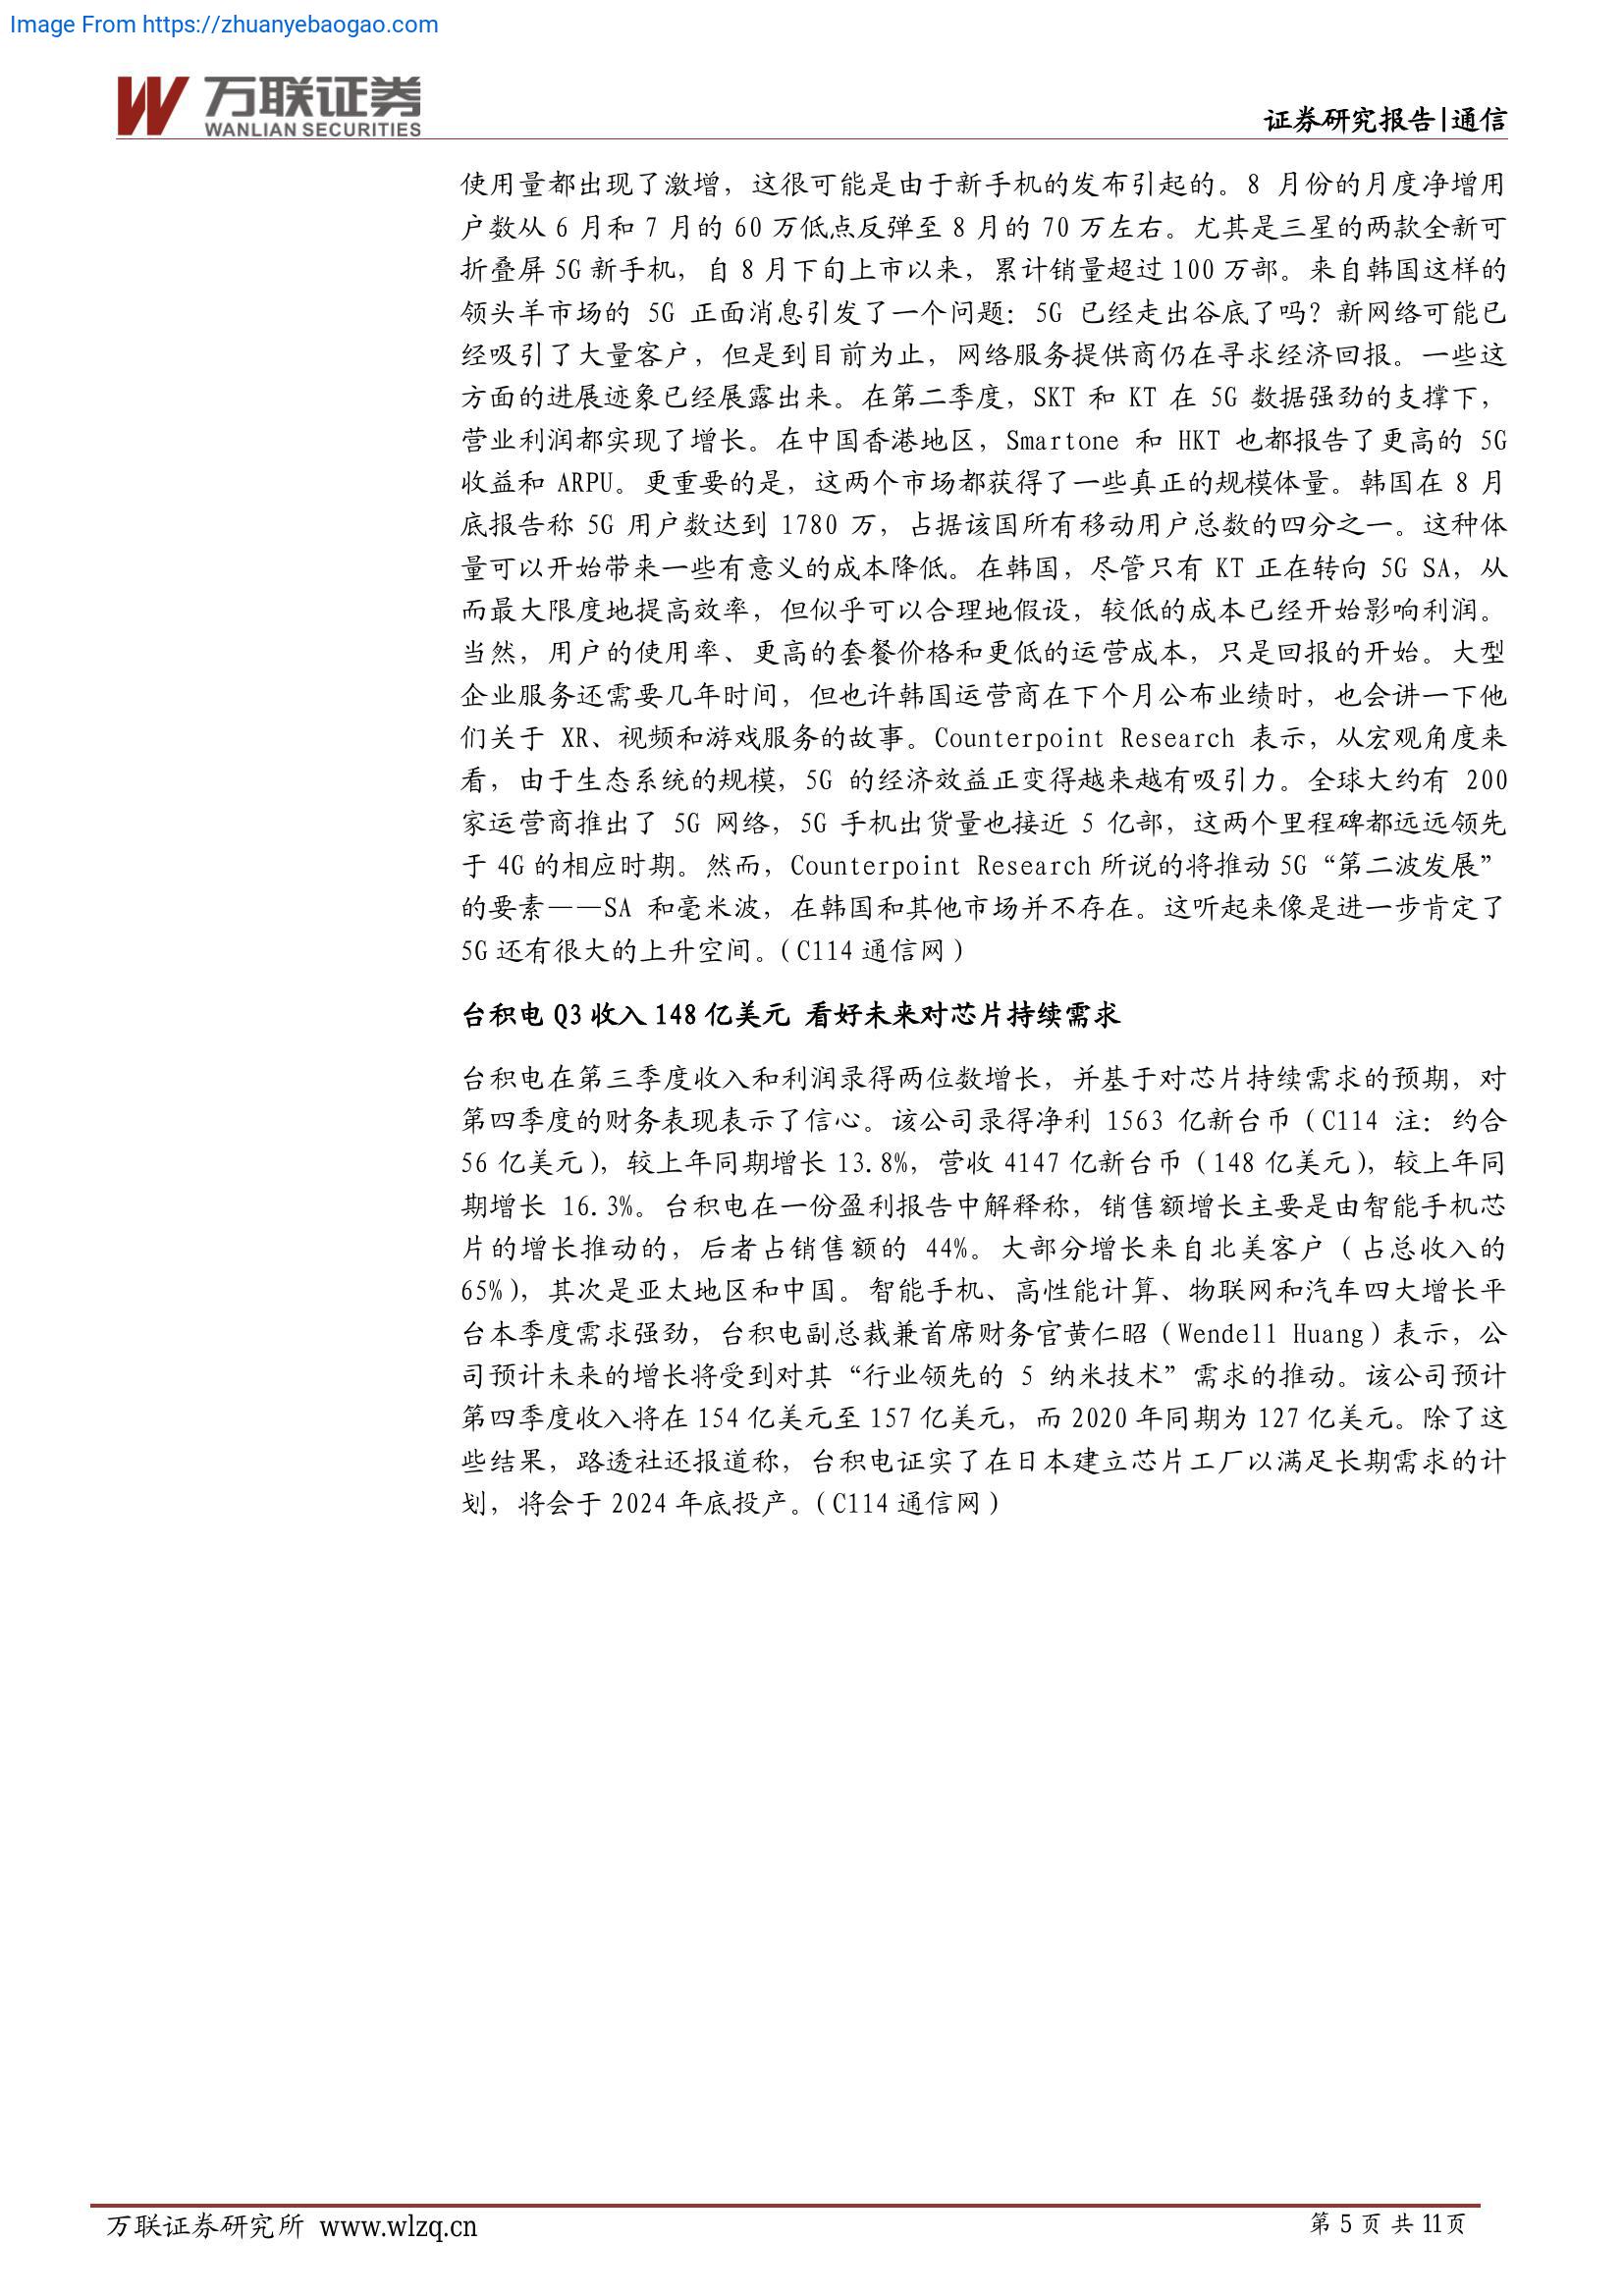 Image From https://zhuanyebaogao.com
万联证券
WANLIAN SECURITIES
证券研究报告|通信
使用量都出现了激增，这很可能是由于新手机的发布引起的。8 月份的月度净增用
户数从 6 月和 7 月的 60 万低点反弹至 8 月的 70 万左右。尤其是三星的两款全新可
折叠屏 5G 新手机，自 8 月下旬上市以来，累计销量超过 100 万部。来自韩国这样的
领头羊市场的 5G 正面消息引发了一个问题：5G 已经走出谷底了吗？新网络可能已
经吸引了大量客户，但是到目前为止，网络服务提供商仍在寻求经济回报。一些这
方面的进展迹象已经展露出来。在第二季度，SKT 和 KT 在 5G 数据强劲的支撑下，
营业利润都实现了增长。在中国香港地区，Smartone 和 HKT 也都报告了更高的 5G
收益和 ARPU。更重要的是，这两个市场都获得了一些真正的规模体量。韩国在 8 月
底报告称 5G 用户数达到 1780 万，占据该国所有移动用户总数的四分之一。这种体
量可以开始带来一些有意义的成本降低。在韩国，尽管只有 KT 正在转向 5G SA，从
而最大限度地提高效率，但似乎可以合理地假设，较低的成本已经开始影响利润。
当然，用户的使用率、更高的套餐价格和更低的运营成本，只是回报的开始。大型
企业服务还需要几年时间，但也许韩国运营商在下个月公布业绩时，也会讲一下他
们关于 XR、视频和游戏服务的故事。Counterpoint Research 表示，从宏观角度来
看，由于生态系统的规模，5G 的经济效益正变得越来越有吸引力。全球大约有 200
家运营商推出了 5G 网络，5G 手机出货量也接近 5 亿部，这两个里程碑都远远领先
于 4G 的相应时期。然而，Counterpoint Research 所说的将推动 5G“第二波发展”
的要素——SA 和毫米波，在韩国和其他市场并不存在。这听起来像是进一步肯定了
5G 还有很大的上升空间。（C114 通信网）
台积电 Q3 收入 148 亿美元 看好未来对芯片持续需求
台积电在第三季度收入和利润录得两位数增长，并基于对芯片持续需求的预期，对
第四季度的财务表现表示了信心。该公司录得净利 1563 亿新台币（C114 注：约合
56 亿美元），较上年同期增长 13.8%，营收 4147 亿新台币（148 亿美元），较上年同
期增长 16.3%。台积电在一份盈利报告中解释称，销售额增长主要是由智能手机芯
片的增长推动的，后者占销售额的 44%。大部分增长来自北美客户（占总收入的
65%），其次是亚太地区和中国。智能手机、高性能计算、物联网和汽车四大增长平
台本季度需求强劲，台积电副总裁兼首席财务官黄仁昭（Wendell Huang）表示，公
司预计未来的增长将受到对其“行业领先的 5 纳米技术”需求的推动。该公司预计
第四季度收入将在 154 亿美元至 157 亿美元，而 2020 年同期为 127 亿美元。除了这
些结果，路透社还报道称，台积电证实了在日本建立芯片工厂以满足长期需求的计
划，将会于 2024 年底投产。（C114 通信网）
万联证券研究所 www.wlzq.cn
第 5 页 共 11 页